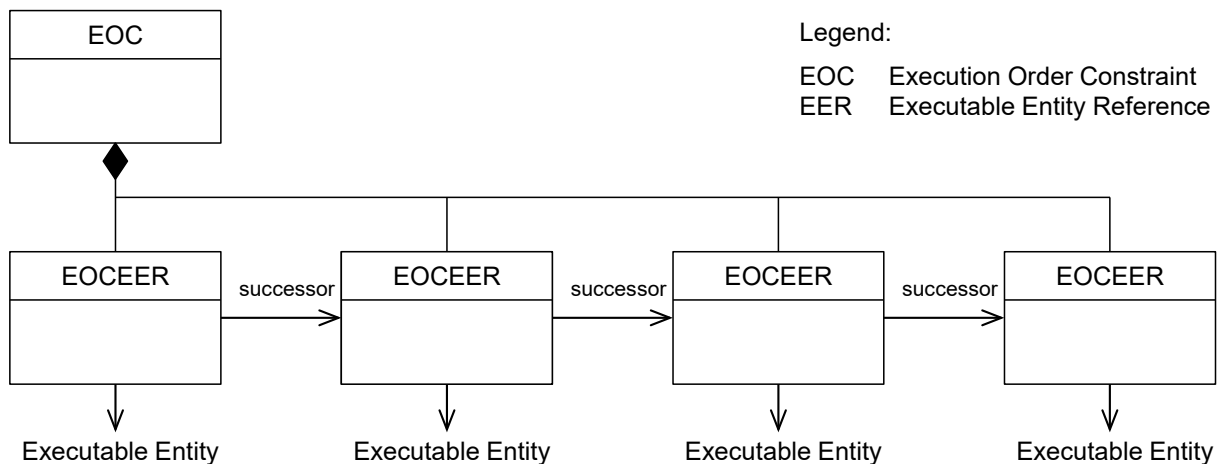 EOC
Legend:
EOC Execution Order Constraint
EER Executable Entity Reference
EOCEER
successor
EOCEER
successor
EOCEER
successor
EOCEER
Executable Entity
Executable Entity
Executable Entity
Executable Entity